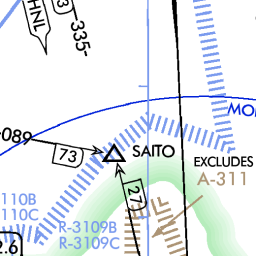 HNL
3
-335-
MO
089
73
SAITO
EXCLUDES
A-311
27
110B
110C
R-3109B
R-3109C
2.6